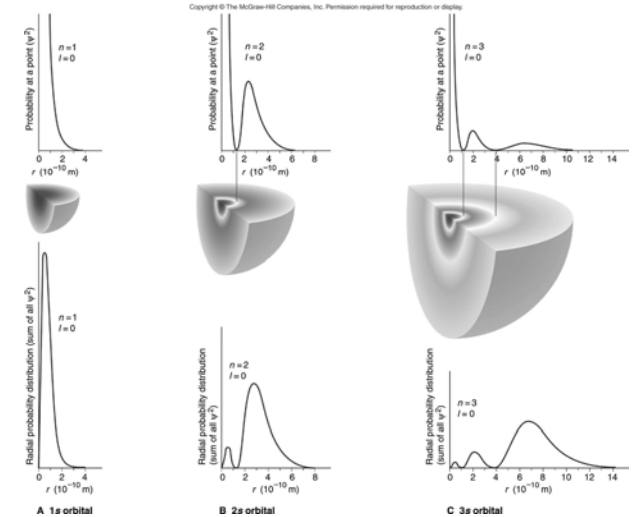 Copyright © The McGraw-Hill Companies, Inc. Permission required for reproduction or display.
Probability at a point (Ψ²)
n=1
l=0
0 2 4
r (10⁻¹⁰ m)
Probability at a point (Ψ²)
n=2
l=0
0 2 4 6 8
r (10⁻¹⁰ m)
Probability at a point (Ψ²)
n=3
l=0
0 2 4 6 8 10 12 14
r (10⁻¹⁰ m)
Radial probability distribution (sum of all Ψ²)
n=1
l=0
0 2 4
r (10⁻¹⁰ m)
A 1s orbital
Radial probability distribution
(sum of all Ψ²)
n=2
l=0
0 2 4 6 8
r (10⁻¹⁰ m)
B 2s orbital
Radial probability distribution
(sum of all Ψ²)
n=3
l=0
0 2 4 6 8 10 12 14
r (10⁻¹⁰ m)
C 3s orbital